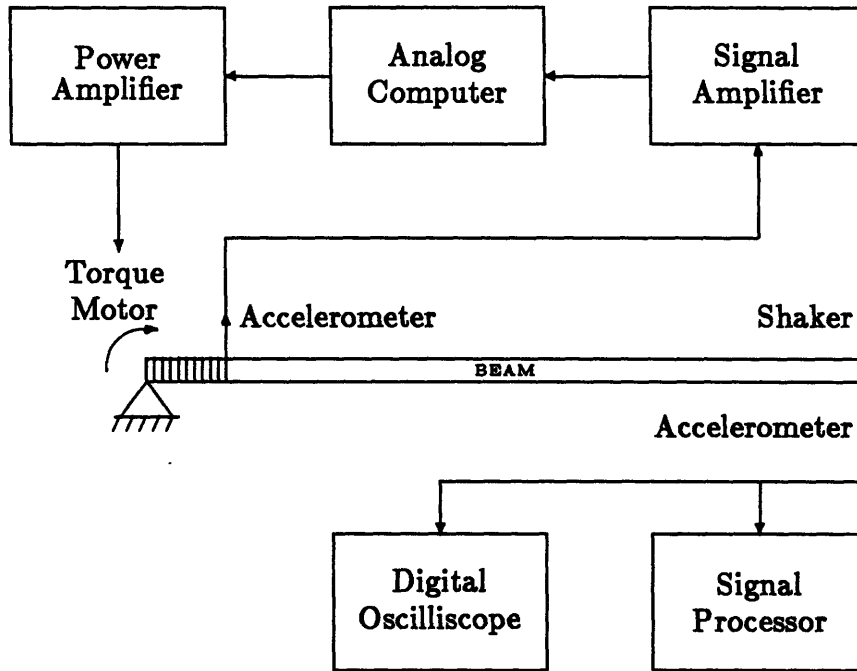 Power
Amplifier
Analog
Computer
Signal
Amplifier
Torque
Motor
Accelerometer
Shaker
BEAM
Accelerometer
Digital
Oscilliscope
Signal
Processor